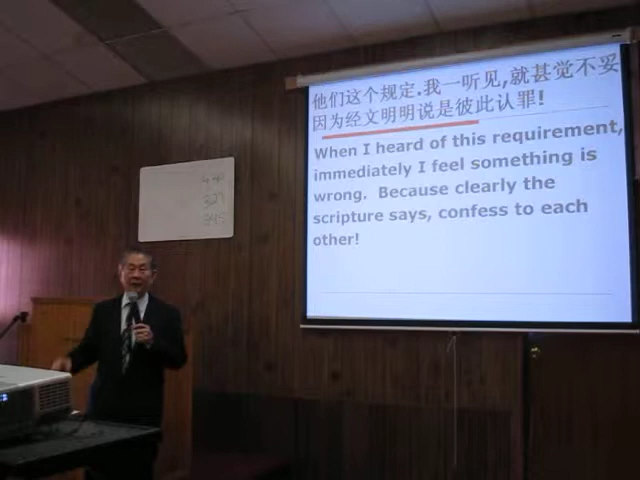 他们这个规定.我一听见,就甚觉不妥
因为经文明明说是彼此认罪!
When I heard of this requirement,
immediately I feel something is
wrong.  Because clearly the
scripture says, confess to each
other!